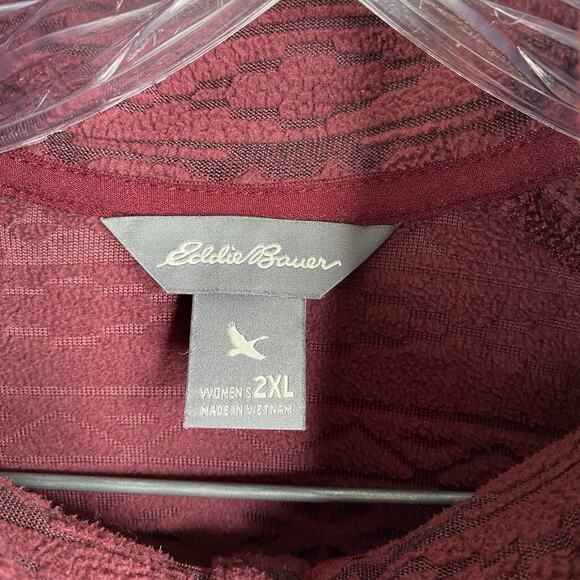 Eddie Bauer
WOMEN'S 2XL
MADE IN VIETNAM